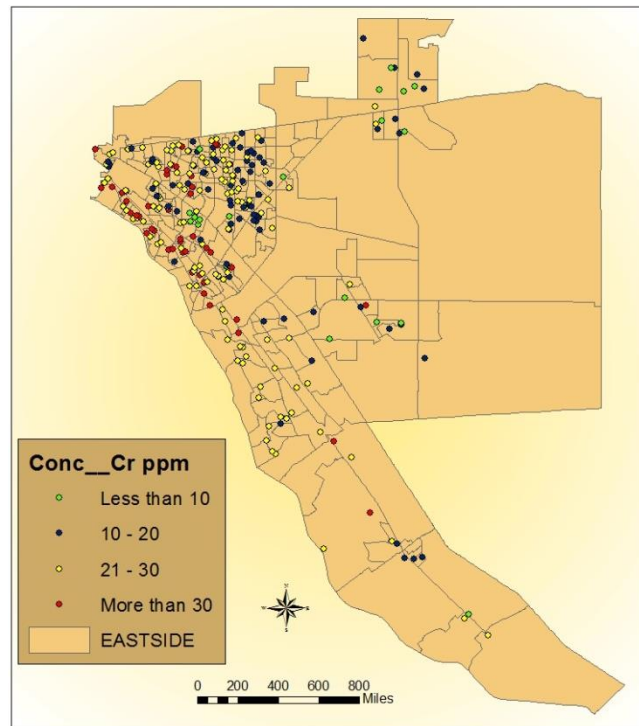 Conc__Cr ppm
Less than 10
10 - 20
21 - 30
More than 30
EASTSIDE
0 200 400 600 800
Miles